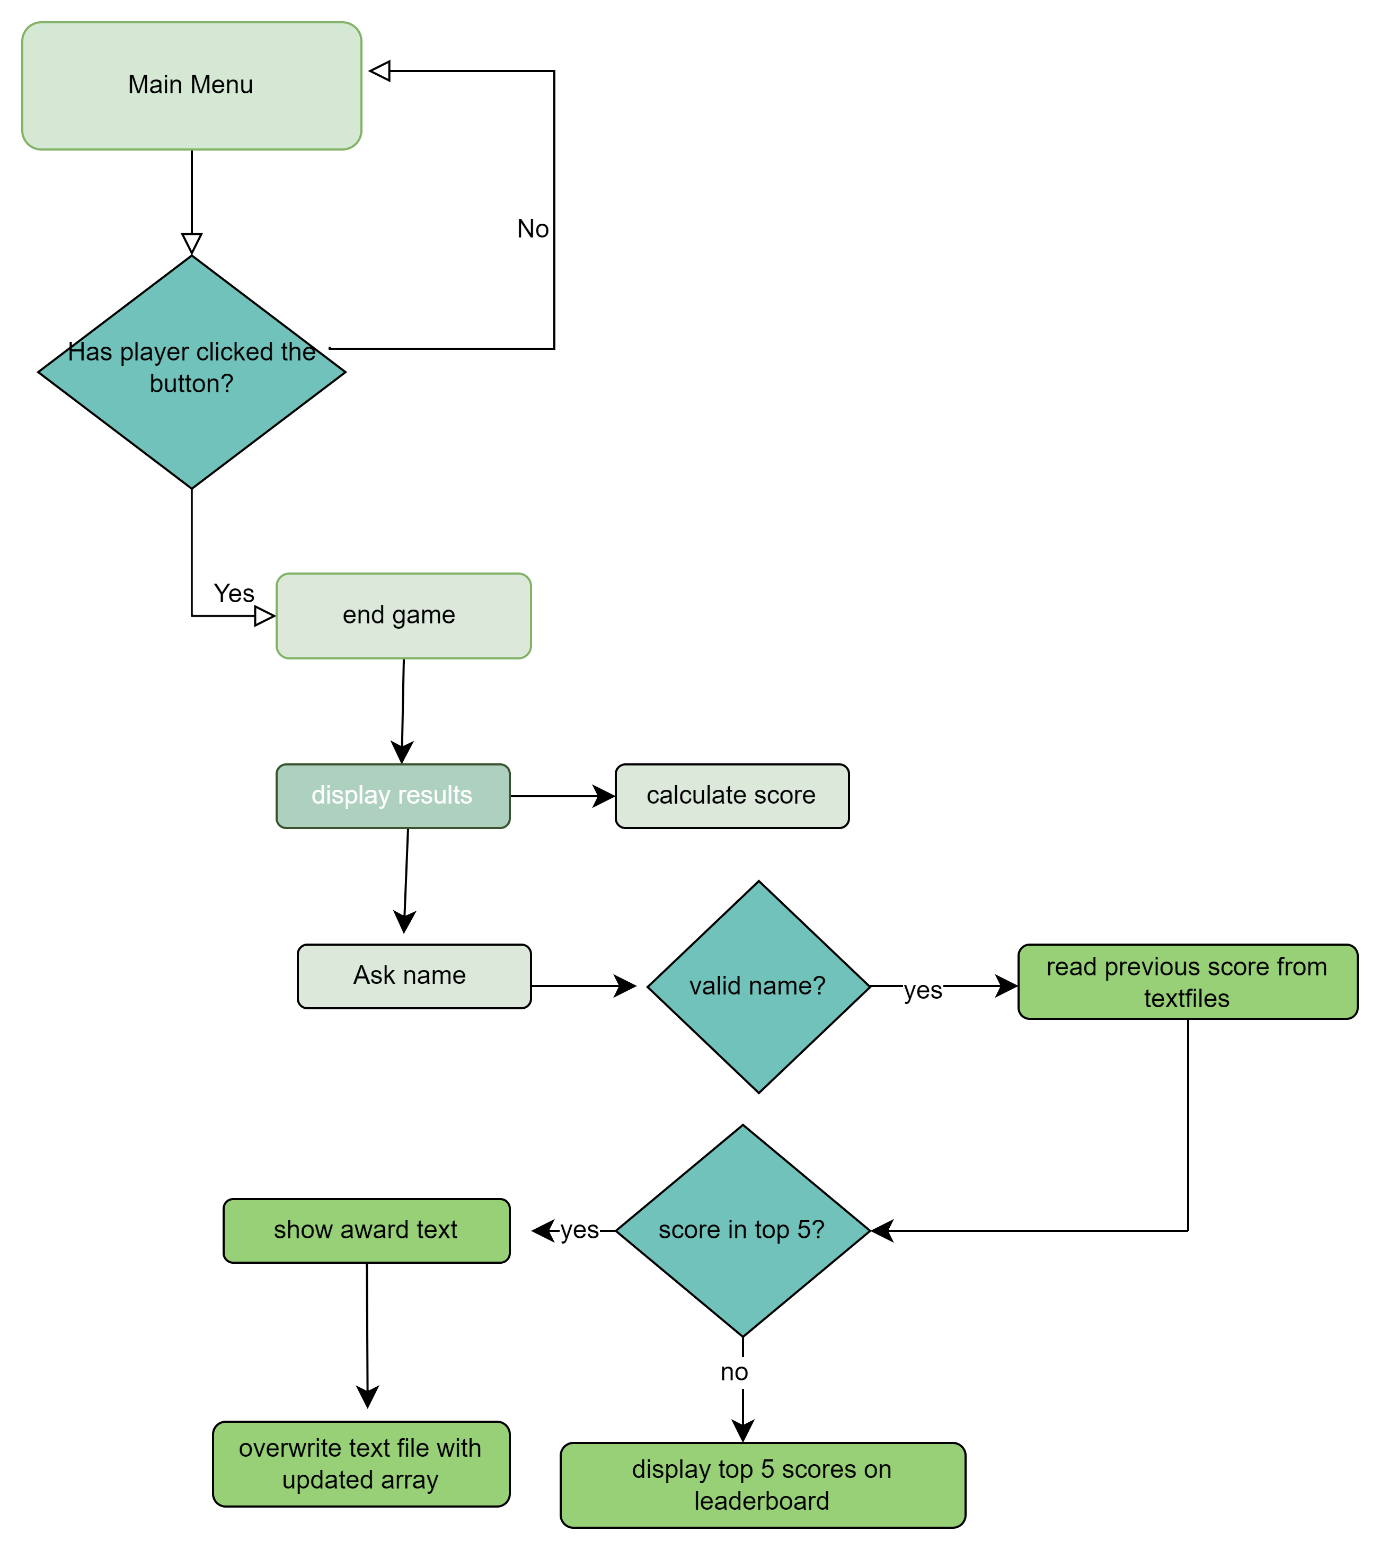 Main Menu
No
Has player clicked the
button?
Yes
end game
display results
calculate score
Ask name
valid name?
yes
read previous score from
textfiles
show award text
yes
score in top 5?
no
overwrite text file with
updated array
display top 5 scores on
leaderboard